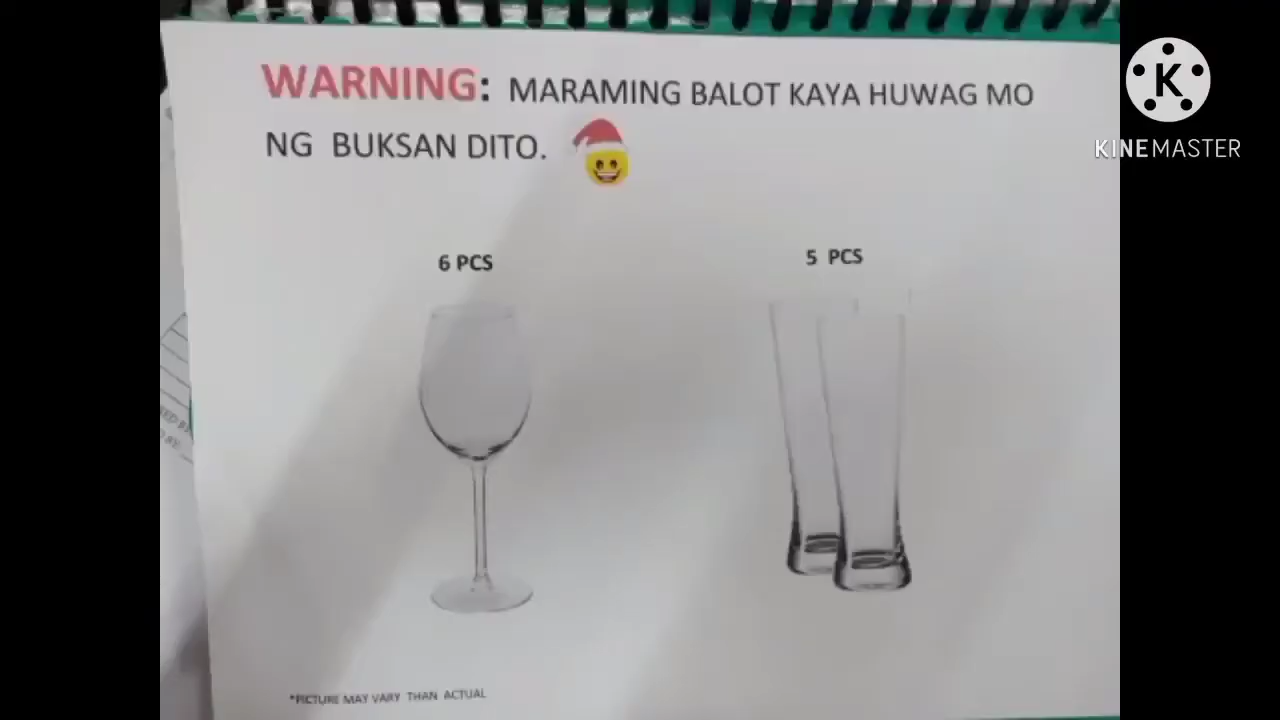 WARNING: MARAMING BALOT KAYA HUWAG MO
NG BUKSAN DITO.
6 PCS
5 PCS
*PICTURE MAY VARY THAN ACTUAL
K
KINEMASTER